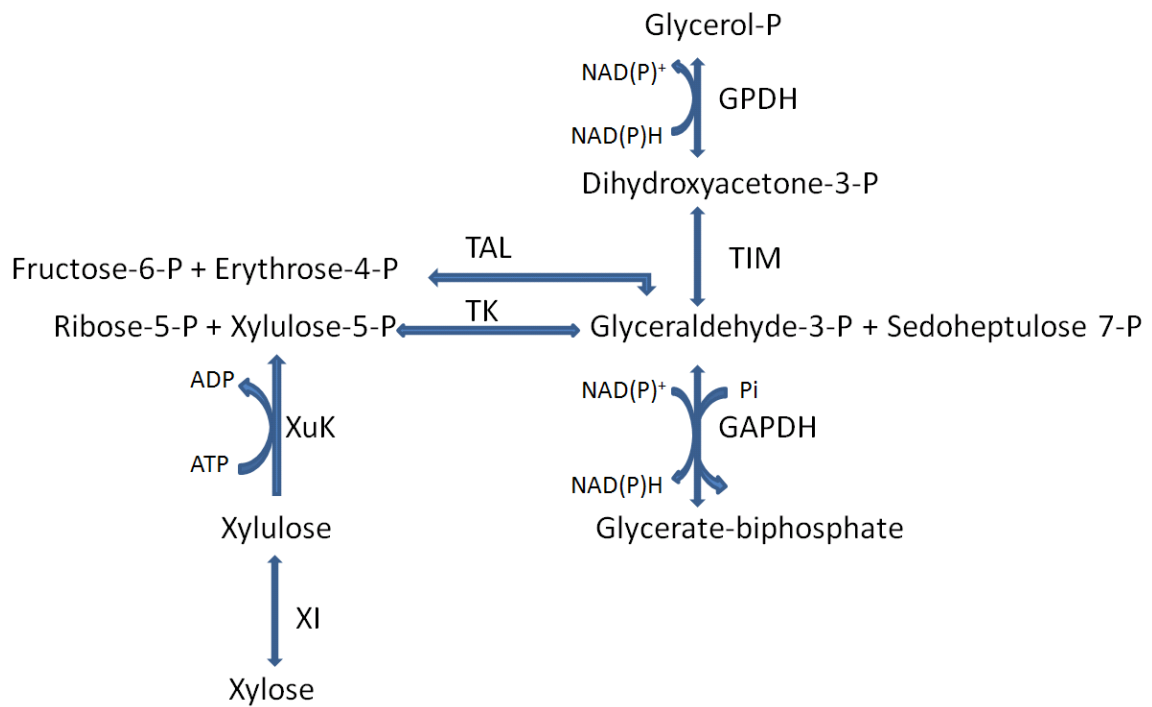 Glycerol-P
NAD(P)⁺
GPDH
NAD(P)H
Dihydroxyacetone-3-P
TAL
TIM
Fructose-6-P + Erythrose-4-P
TK
Ribose-5-P + Xylulose-5-P
Glyceraldehyde-3-P + Sedoheptulose 7-P
ADP
NAD(P)⁺
Pi
XuK
GAPDH
ATP
NAD(P)H
Xylulose
Glycerate-biphosphate
XI
Xylose